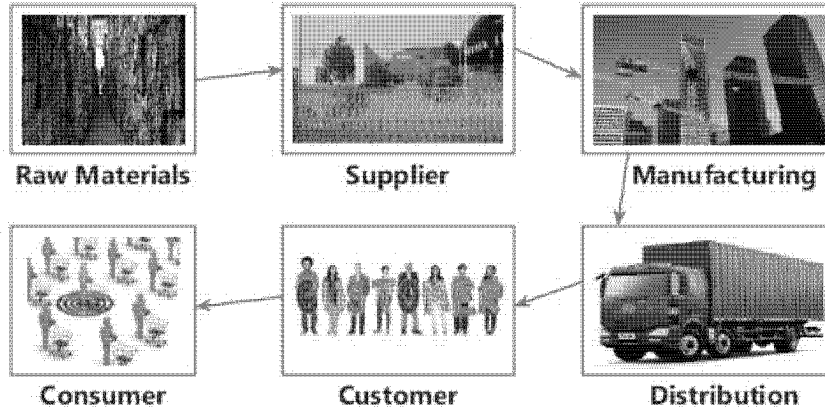 Raw Materials
Supplier
Manufacturing
Consumer
Customer
Distribution